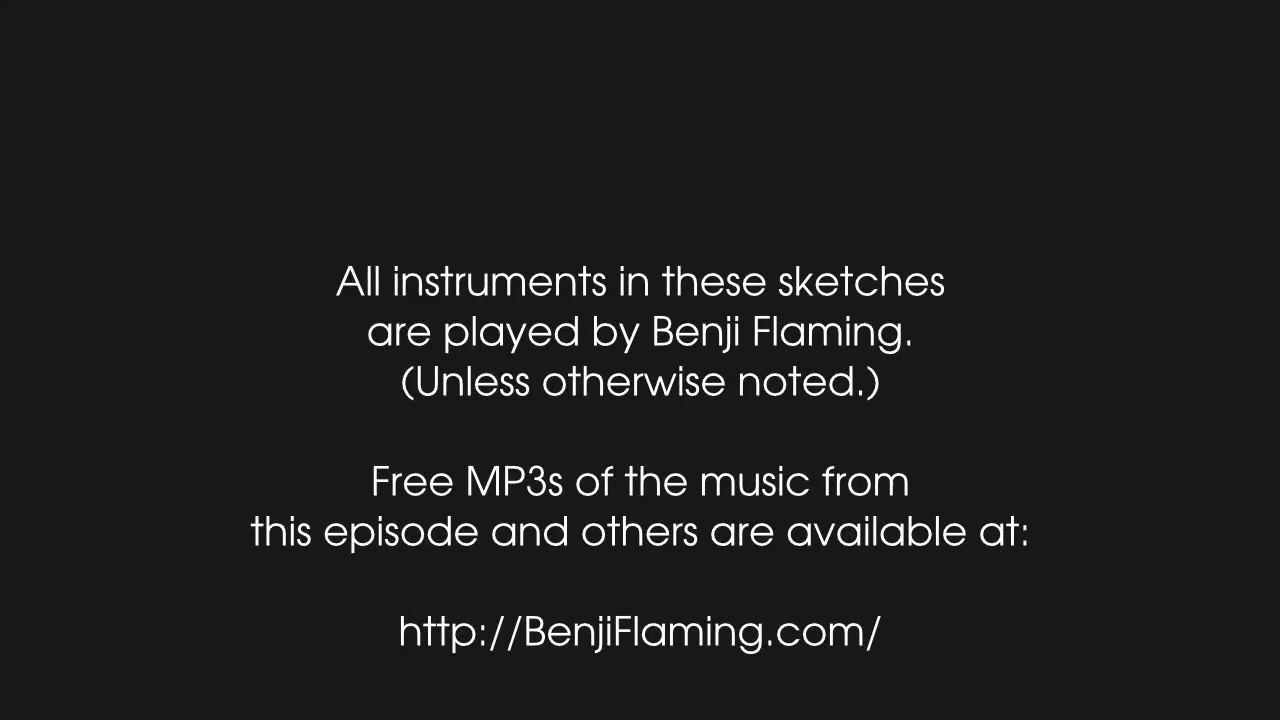 All instruments in these sketches
are played by Benji Flaming.
(Unless otherwise noted.)
Free MP3s of the music from
this episode and others are available at:
http://BenjiFlaming.com/